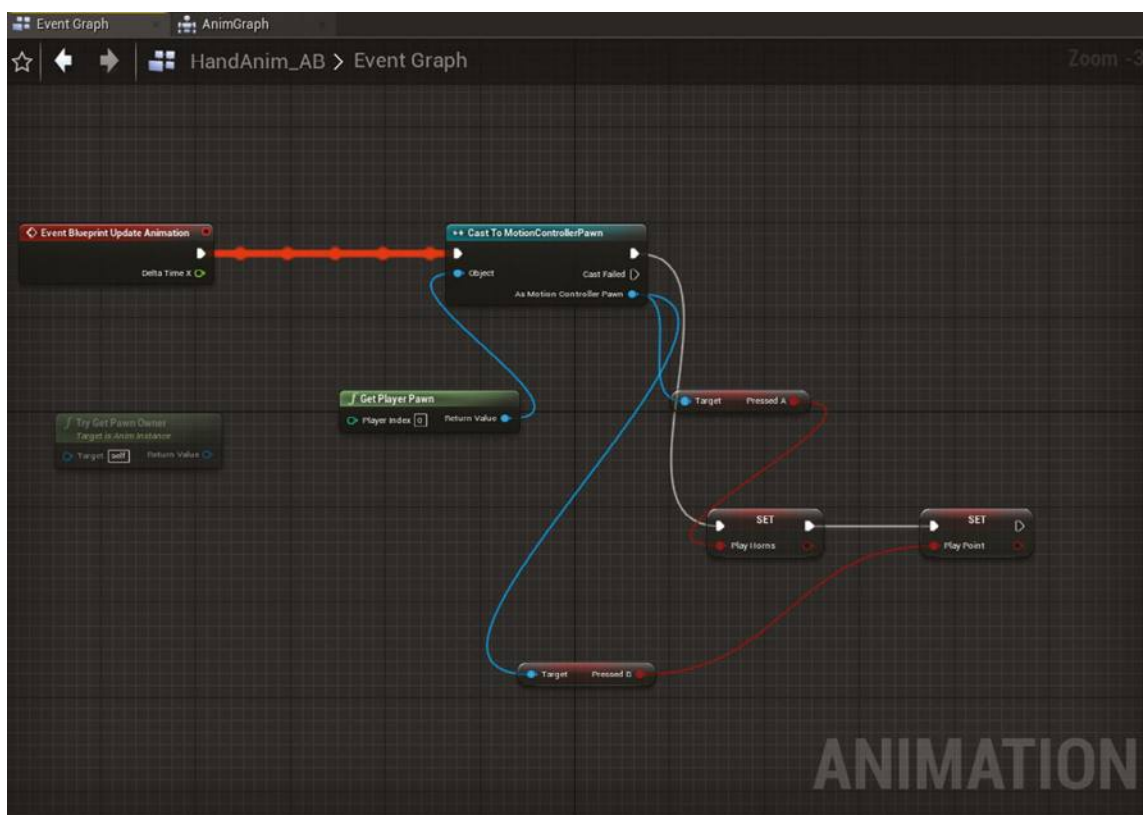 Event Graph
AnimGraph
HandAnim_AB > Event Graph
Zoom -3
Event Blueprint Update Animation
Delta Time X
Cast To MotionControllerPawn
Object
Cast Failed
As Motion Controller Pawn
Get Player Pawn
Player Index 0
Return Value
Try Get Pawn Owner
Target is Anim Instance
Target self
Return Value
Target
Pressed A
SET
Play Horns
SET
Play Point
Target
Pressed B
ANIMATION